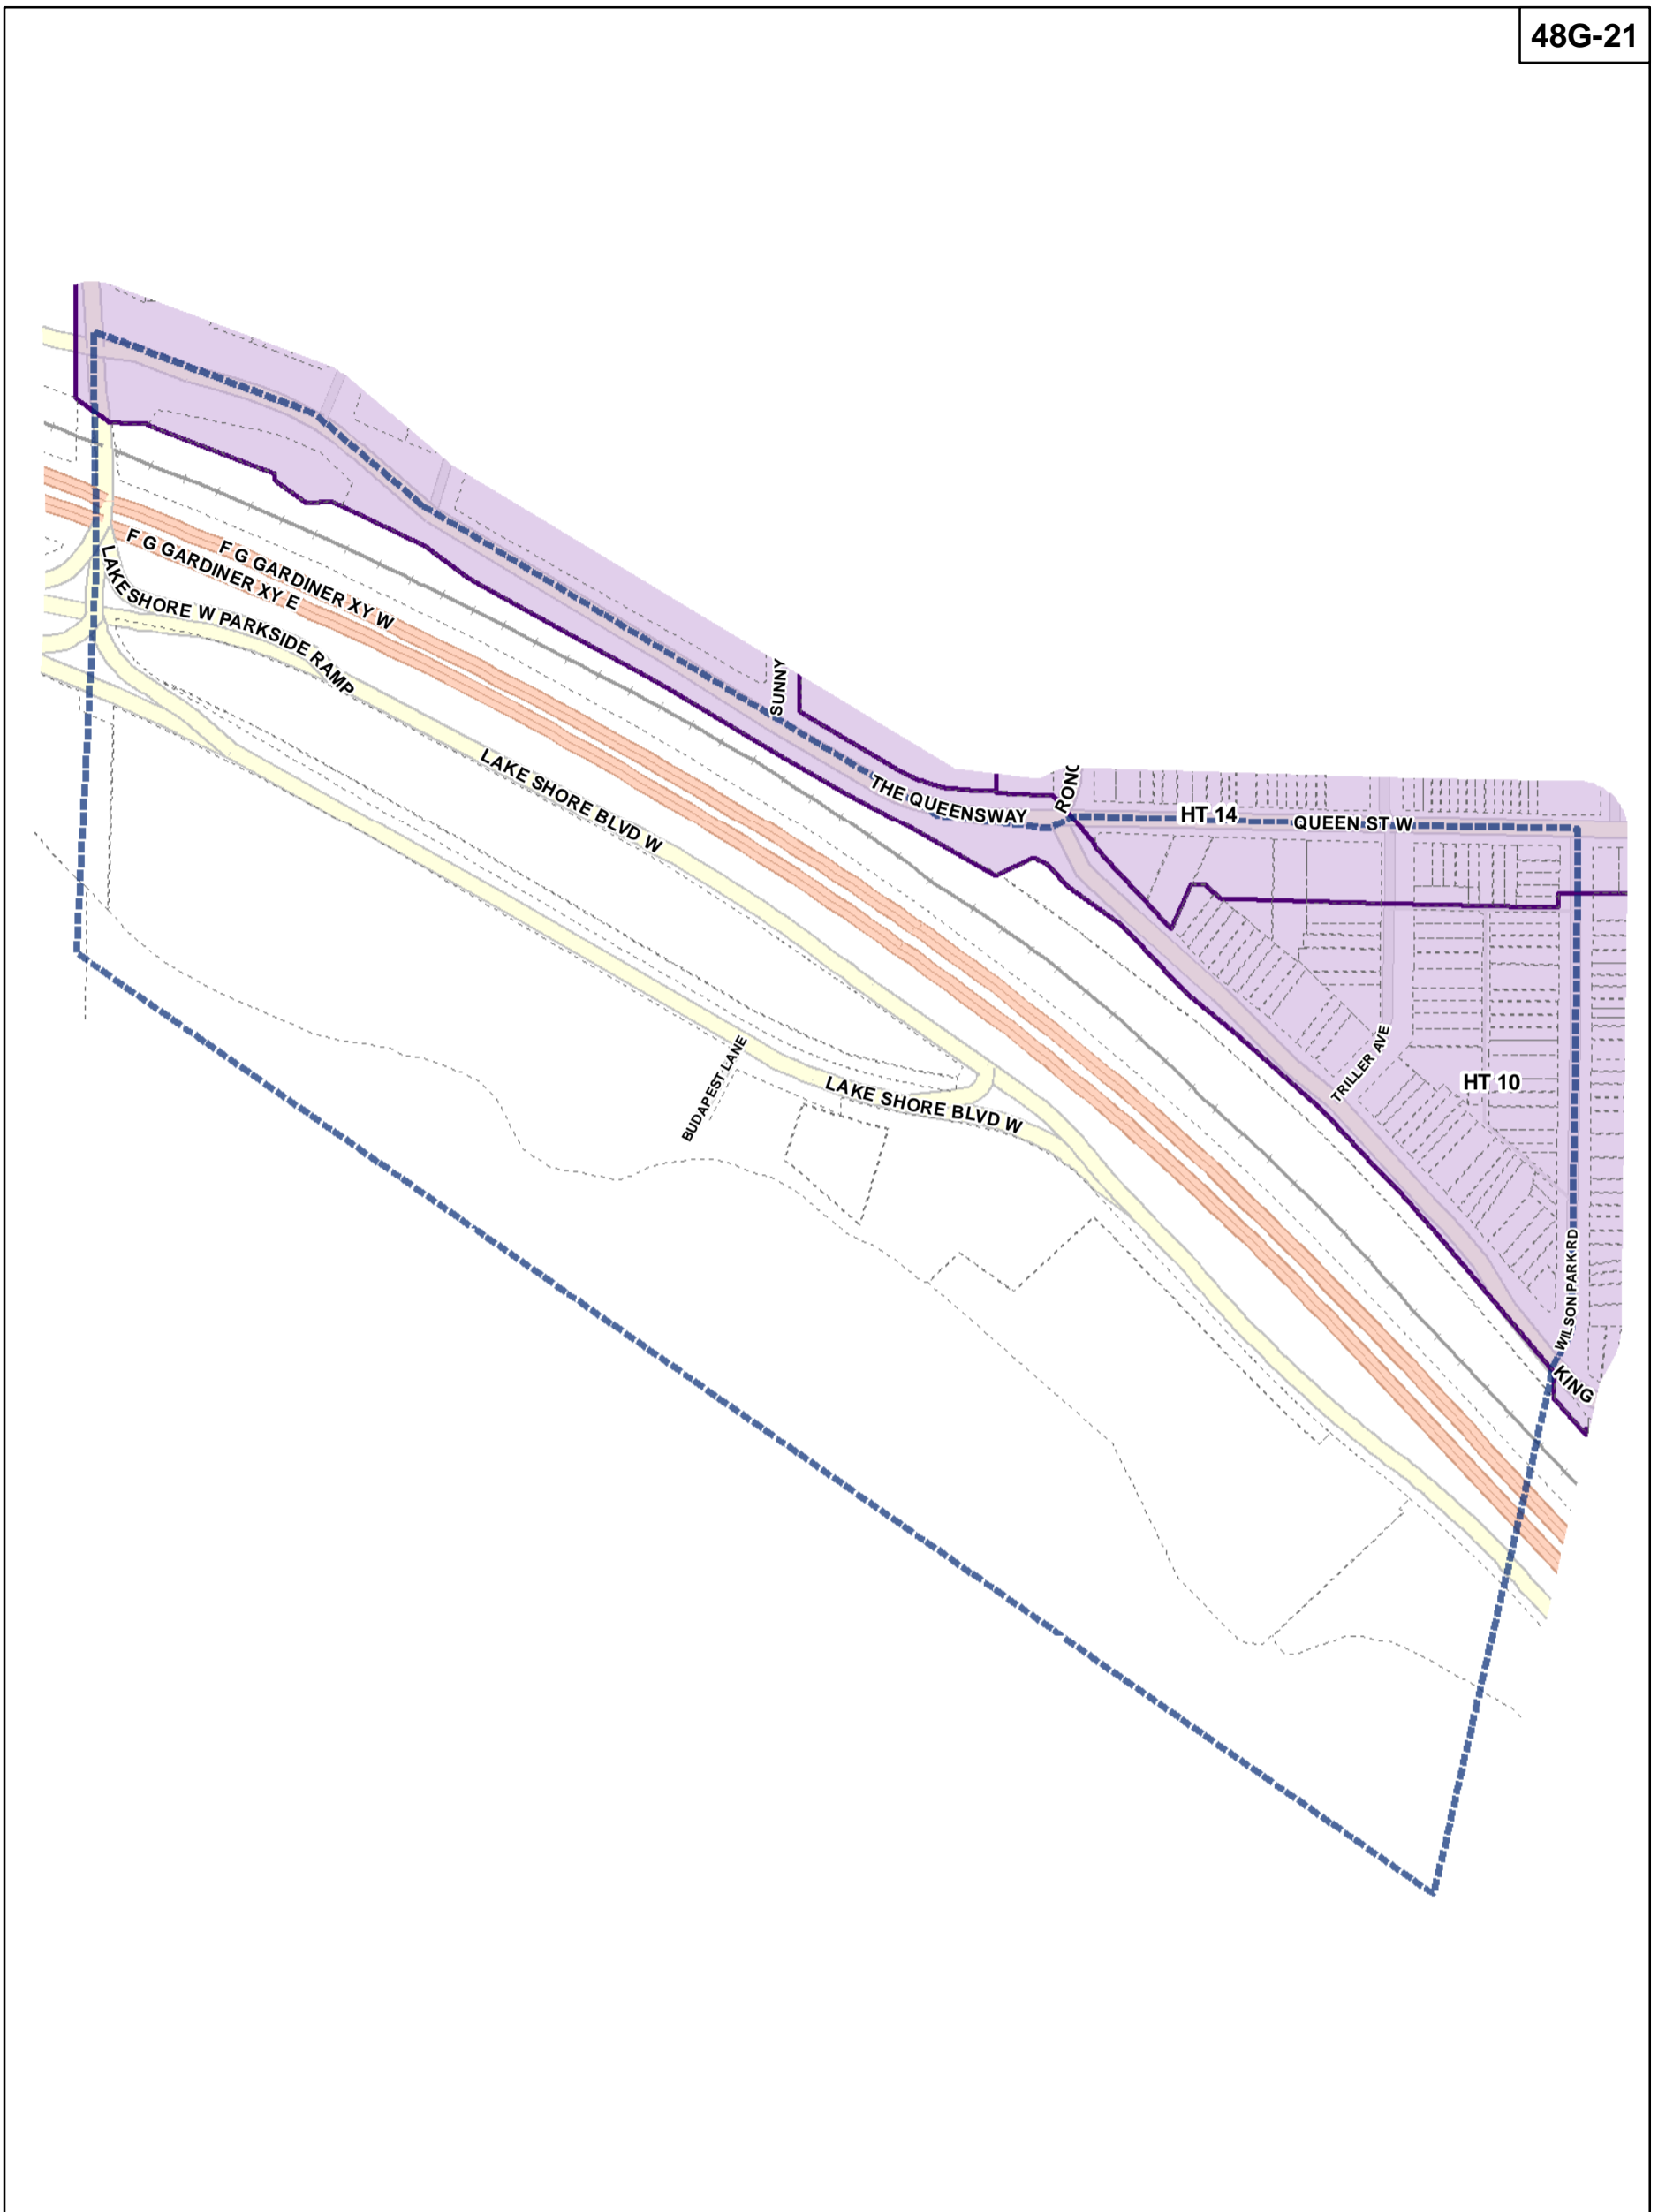 48G-21
F G GARDINER XY W
F G GARDINER XY E
LAKESHORE W PARKSIDE RAMP
SUNNY
LAKE SHORE BLVD W
THE QUEENSWAY
RONC
HT 14
QUEEN ST W
TRILLER AVE
HT 10
BUDAPEST LANE
LAKE SHORE BLVD W
WILSON PARK RD
KING